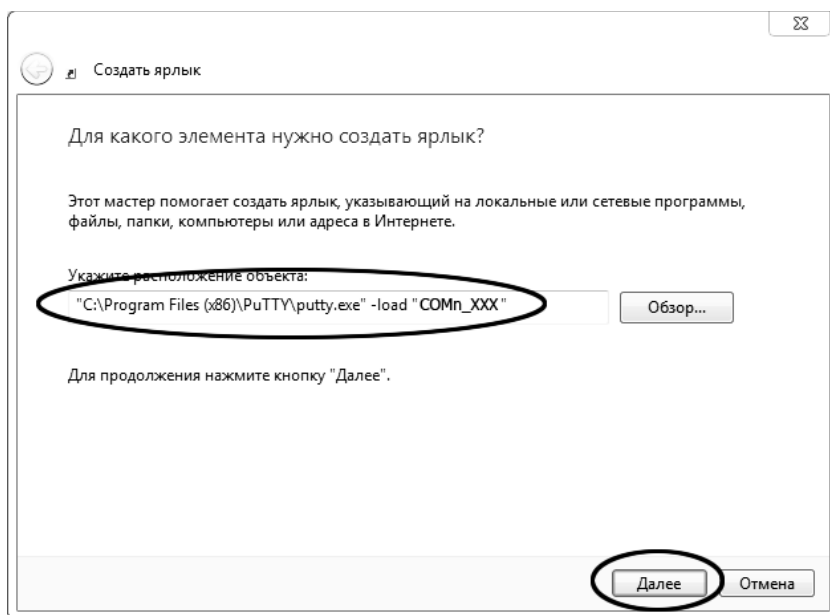 Создать ярлык
Для какого элемента нужно создать ярлык?
Этот мастер помогает создать ярлык, указывающий на локальные или сетевые программы,
файлы, папки, компьютеры или адреса в Интернете.
Укажите расположение объекта:
"C:\Program Files (x86)\PuTTY\putty.exe" -load "COMn_XXX"
Обзор...
Для продолжения нажмите кнопку "Далее".
Далее
Отмена